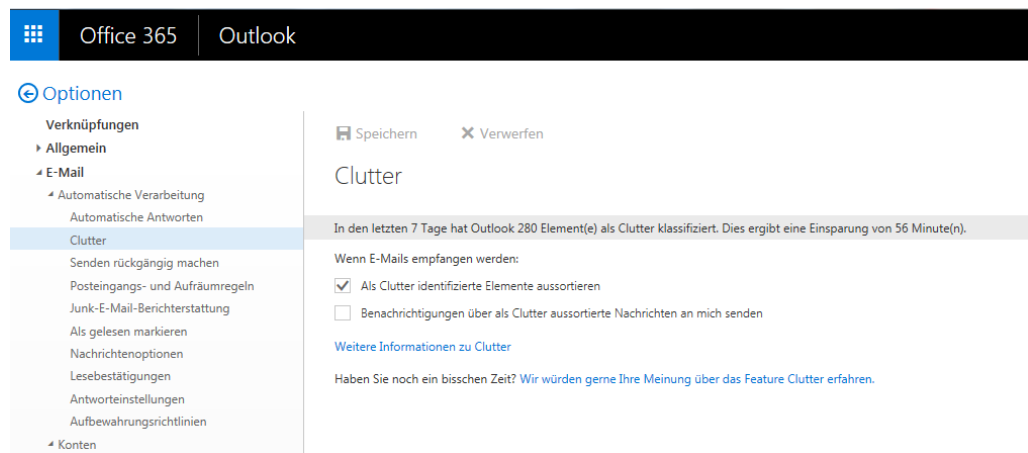 Office 365 Outlook
Optionen
Verknüpfungen
Allgemein
E-Mail
Automatische Verarbeitung
Automatische Antworten
Clutter
Senden rückgängig machen
Posteingangs- und Aufräumregeln
Junk-E-Mail-Berichterstattung
Als gelesen markieren
Nachrichtenoptionen
Lesebestätigungen
Antworteinstellungen
Aufbewahrungsrichtlinien
Konten
Speichern Verwerfen
Clutter
In den letzten 7 Tage hat Outlook 280 Element(e) als Clutter klassifiziert. Dies ergibt eine Einsparung von 56 Minute(n).
Wenn E-Mails empfangen werden:
Als Clutter identifizierte Elemente aussortieren
Benachrichtigungen über als Clutter aussortierte Nachrichten an mich senden
Weitere Informationen zu Clutter
Haben Sie noch ein bisschen Zeit? Wir würden gerne Ihre Meinung über das Feature Clutter erfahren.